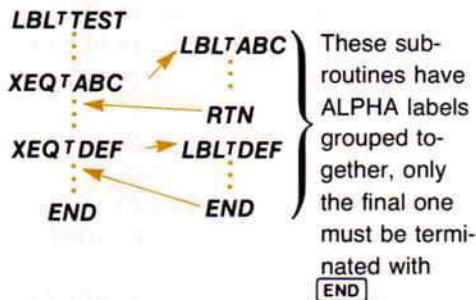 LBLᵀTEST
XEQᵀABC
XEQᵀDEF
END
LBLᵀABC
RTN
LBLᵀDEF
END
These sub-
routines have
ALPHA labels
grouped to-
gether, only
the final one
must be termi-
nated with
END